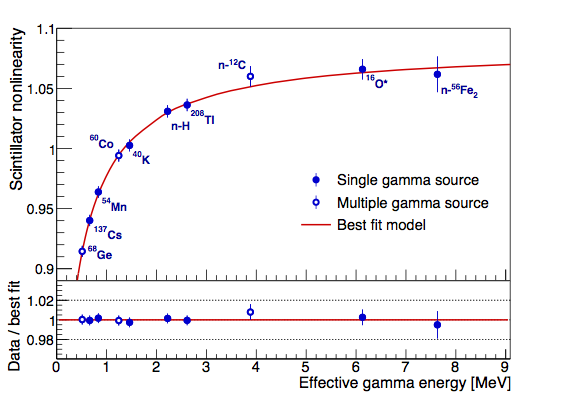 Scintillator nonlinearity
1.1
1.05
1
0.95
0.9
n-¹²C
¹⁶O*
n-⁵⁶Fe₂
²⁰⁸Tl
n-H
⁶⁰Co
⁴⁰K
⁵⁴Mn
¹³⁷Cs
⁶⁸Ge
Single gamma source
Multiple gamma source
Best fit model
Data / best fit
1.02
1
0.98
0 1 2 3 4 5 6 7 8 9
Effective gamma energy [MeV]